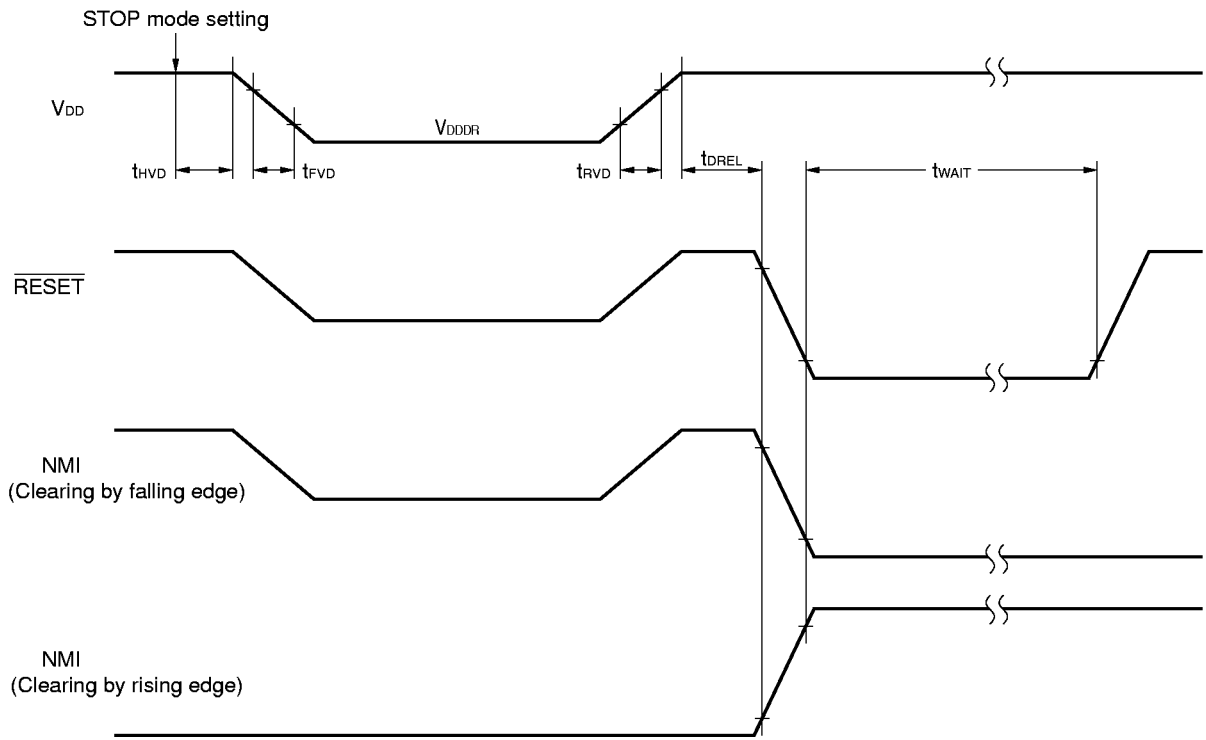 STOP mode setting
VDD
VDDDR
tHVD
tFVD
tRVD
tDREL
tWAIT
RESET
NMI
(Clearing by falling edge)
NMI
(Clearing by rising edge)